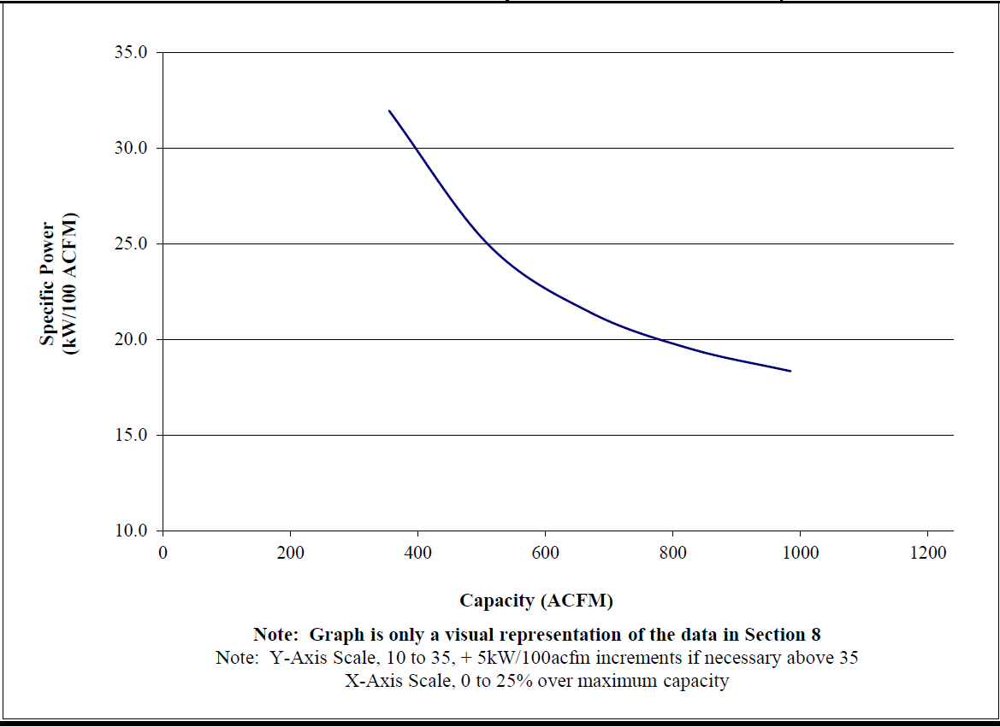 35.0
30.0
25.0
20.0
15.0
10.0
Specific Power
(kW/100 ACFM)
0 200 400 600 800 1000 1200
Capacity (ACFM)
Note: Graph is only a visual representation of the data in Section 8
Note: Y-Axis Scale, 10 to 35, + 5kW/100acfm increments if necessary above 35
X-Axis Scale, 0 to 25% over maximum capacity